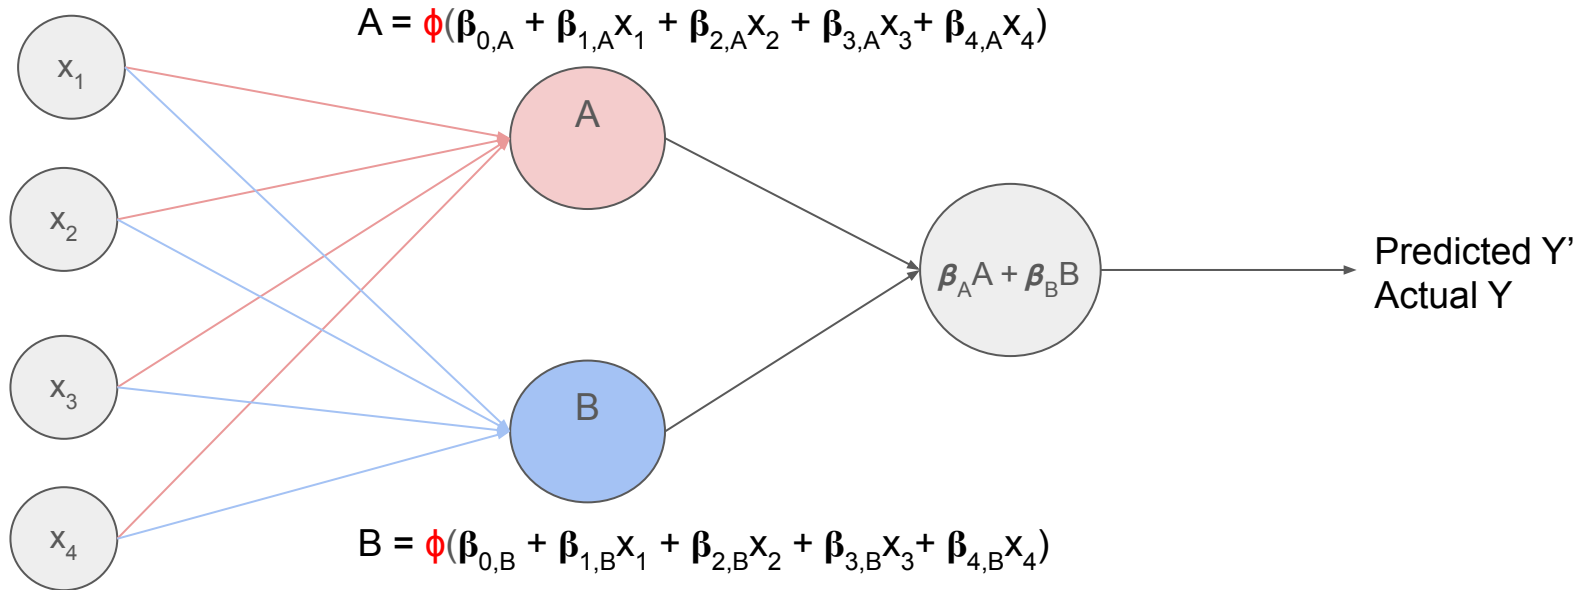 A = ϕ(β₀,A + β₁,Ax₁ + β₂,Ax₂ + β₃,Ax₃+ β₄,Ax₄)
x₁
A
x₂
βAA + βBB
Predicted Y’
Actual Y
x₃
B
x₄
B = ϕ(β₀,B + β₁,Bx₁ + β₂,Bx₂ + β₃,Bx₃+ β₄,Bx₄)